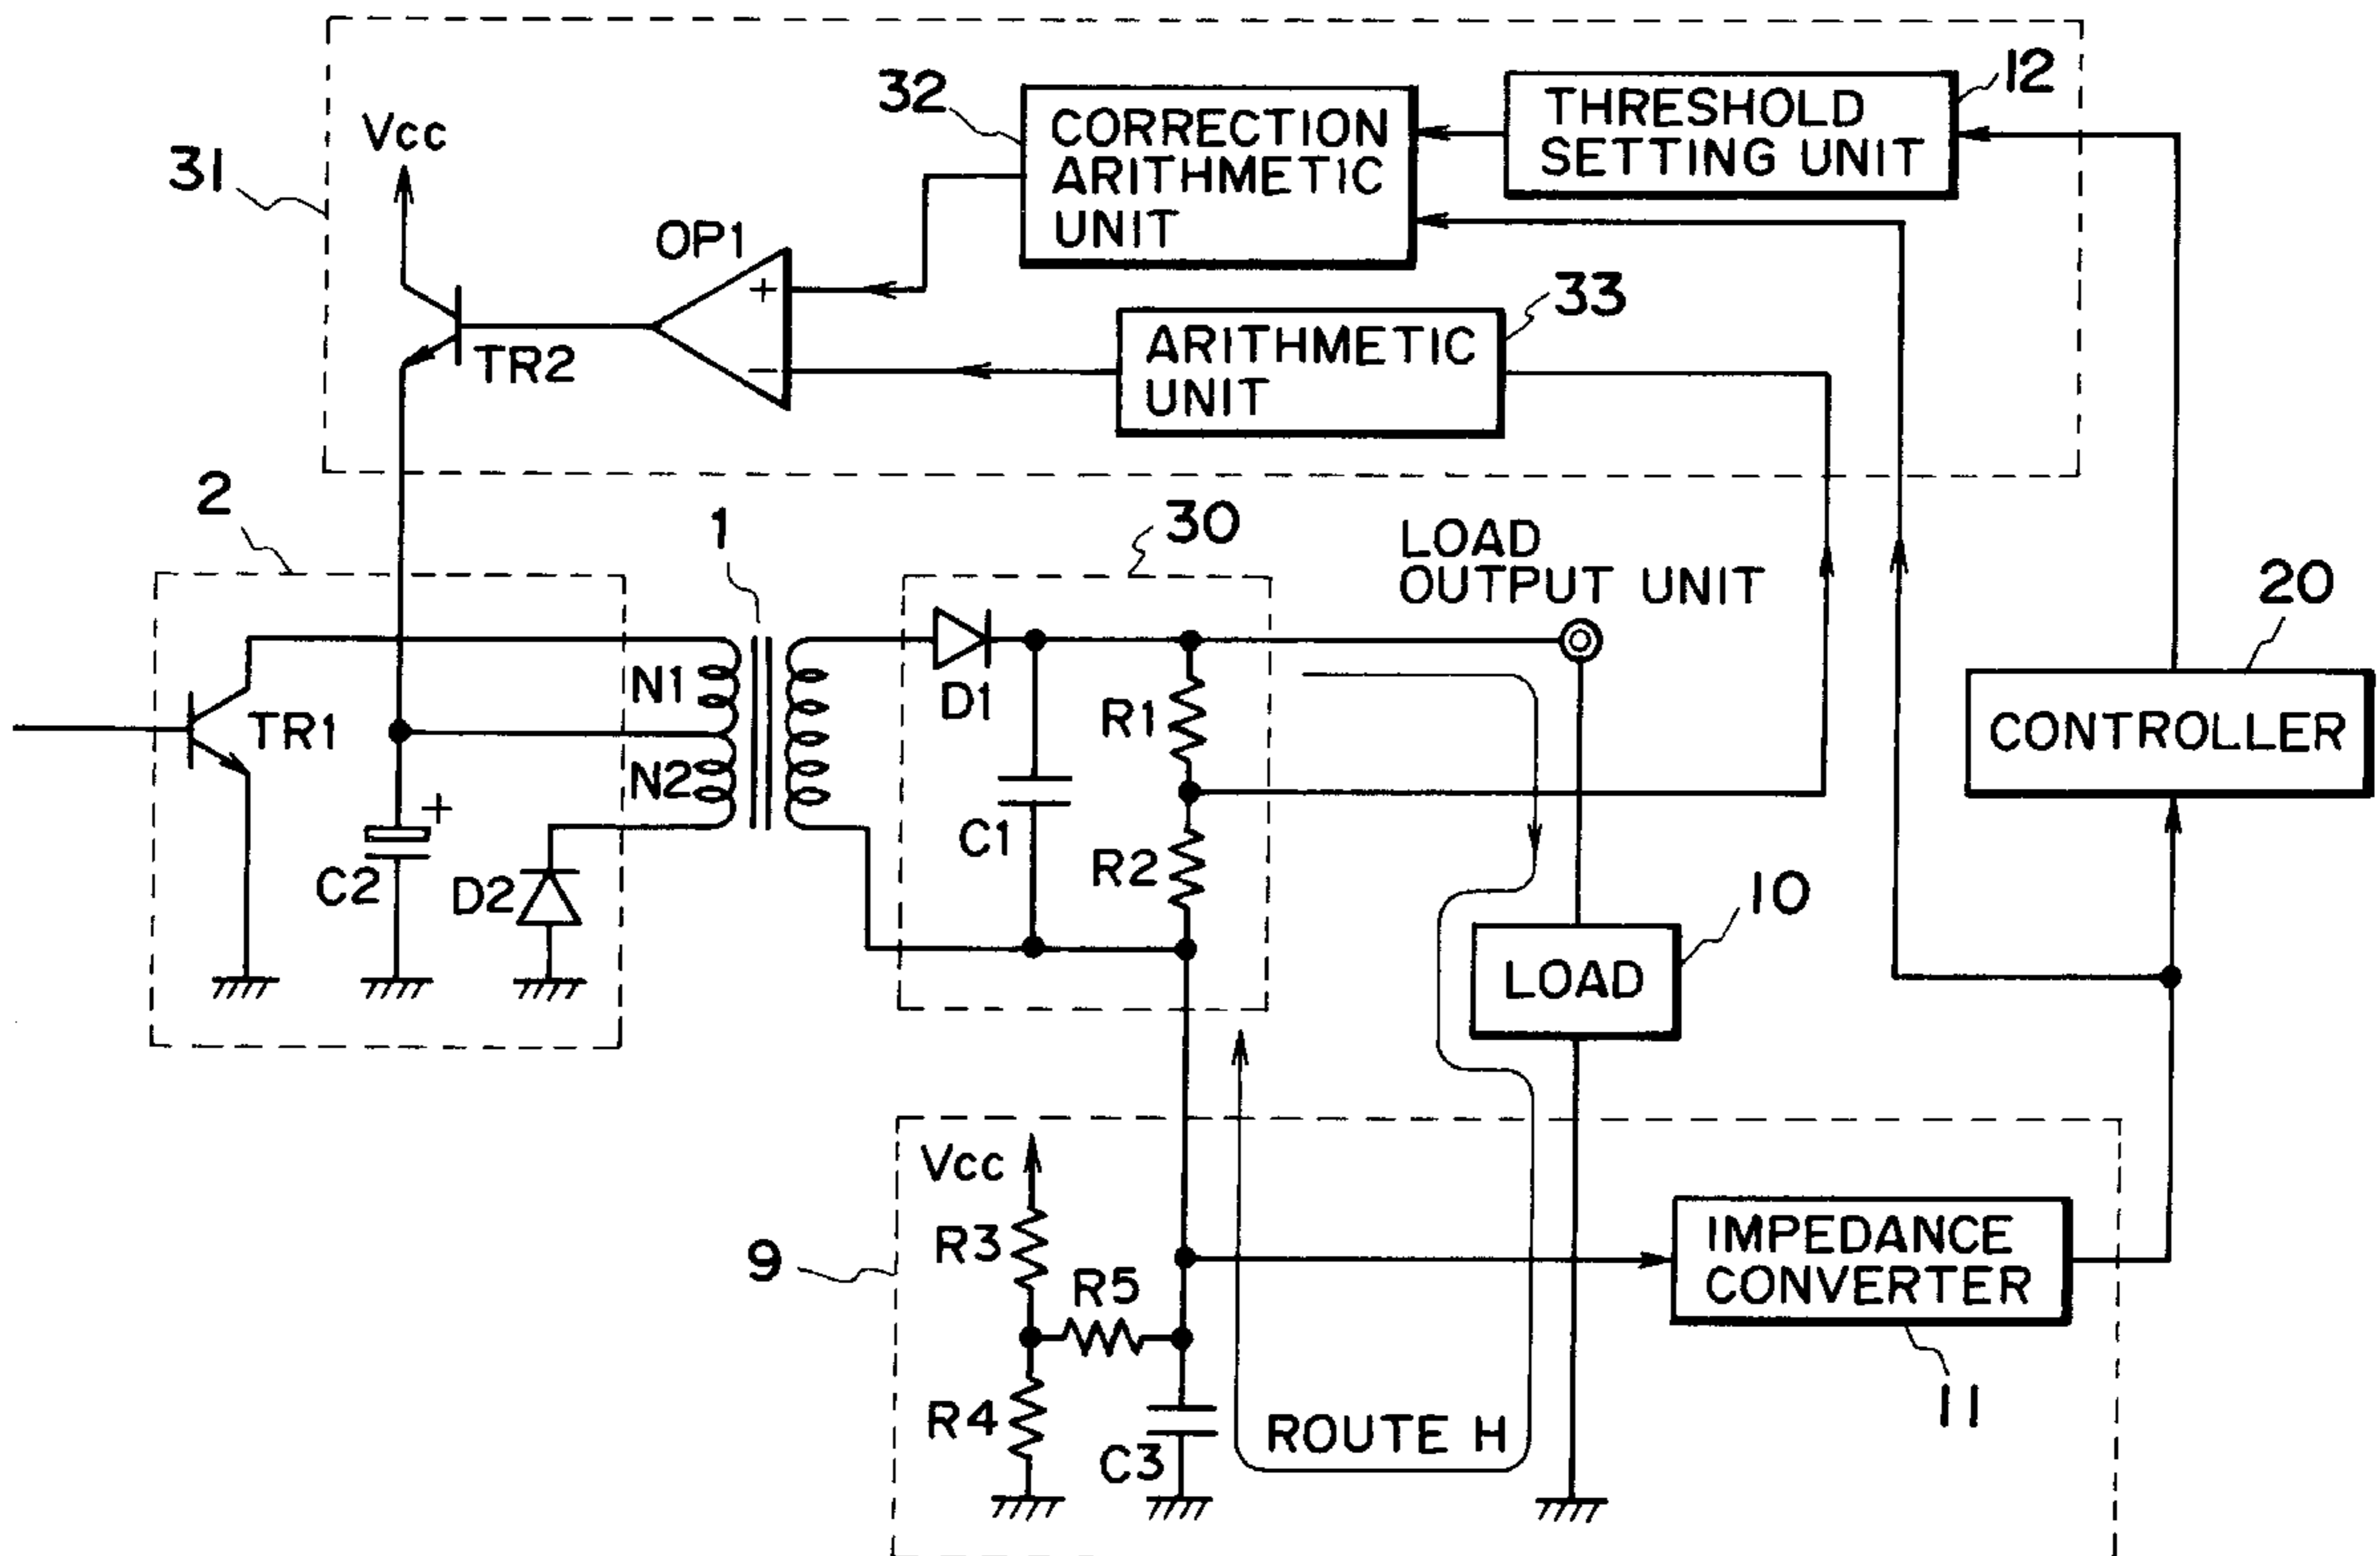 12
32
THRESHOLD
SETTING UNIT
CORRECTION
ARITHMETIC
UNIT
Vcc
31
OP1
+
−
33
ARITHMETIC
UNIT
TR2
2
1
30
LOAD
OUTPUT UNIT
20
CONTROLLER
N1
N2
TR1
D1
R1
C1
R2
+
C2
D2
10
LOAD
Vcc
9
R3
R5
IMPEDANCE
CONVERTER
R4
C3
ROUTE H
11